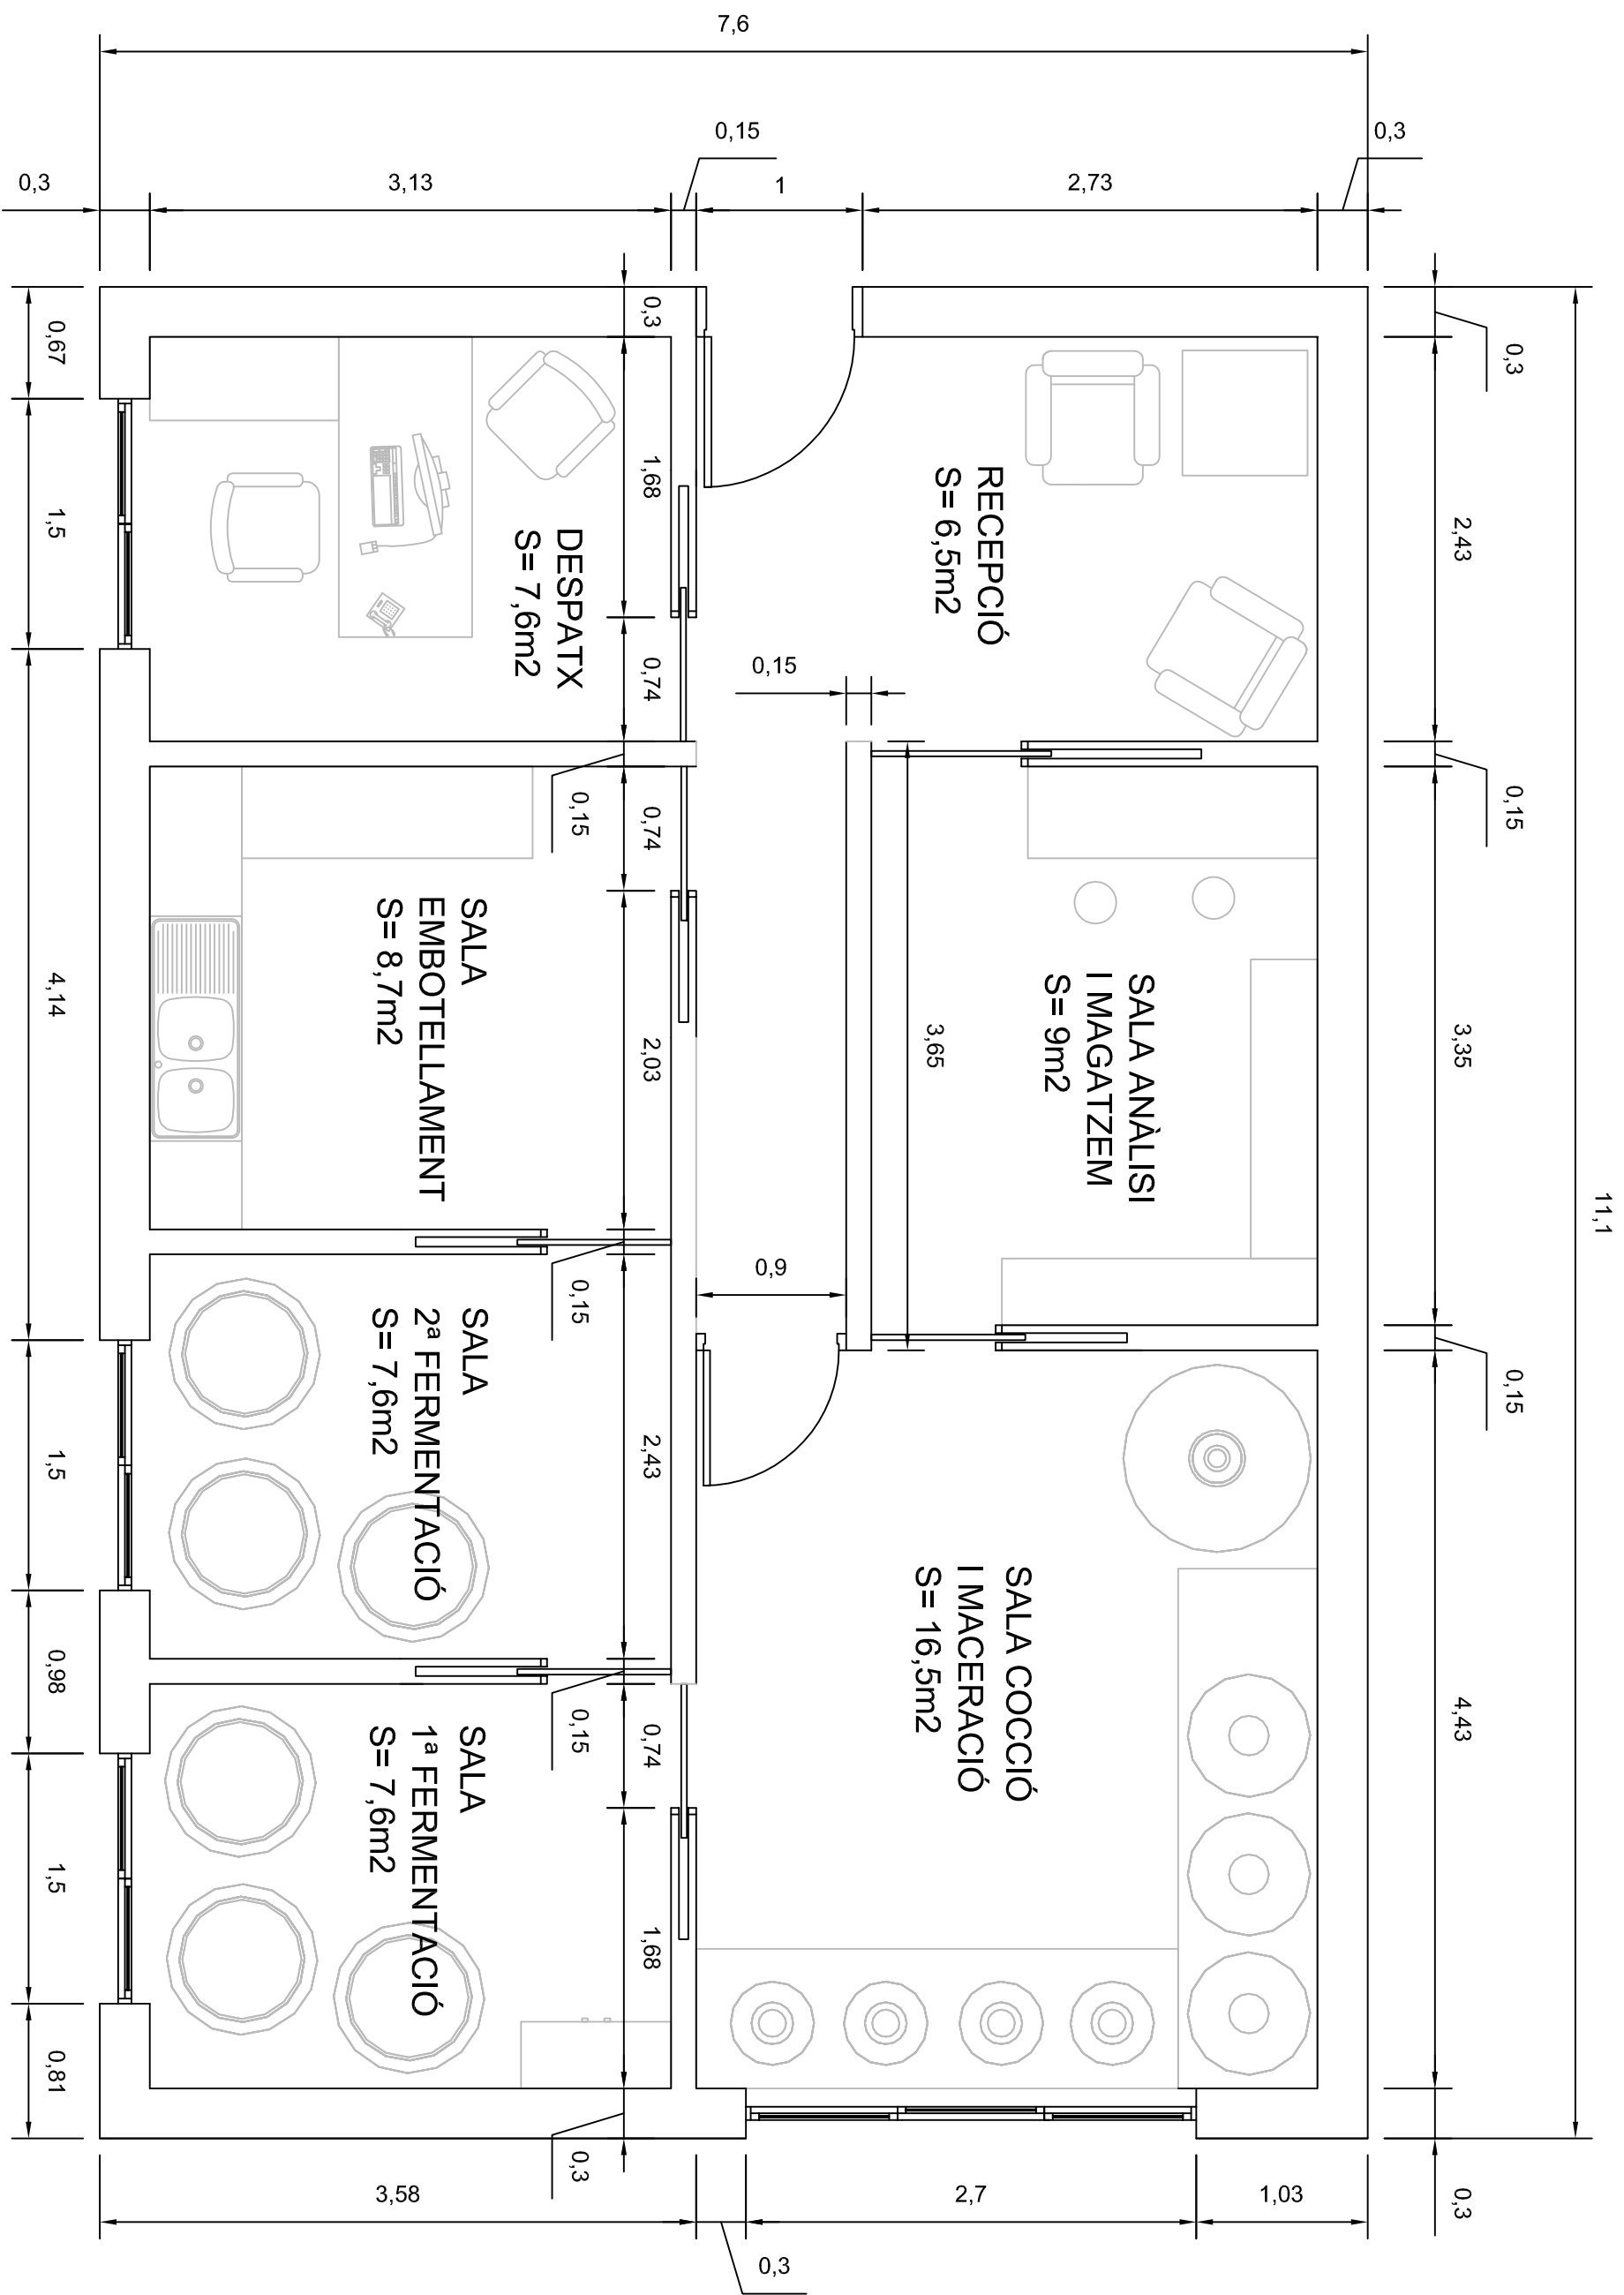 7,6
0,15
0,3
0,3
3,13
1
2,73
0,67
1,5
4,14
1,5
0,98
1,5
0,81
0,3
1,68
0,74
0,15
0,74
2,03
0,15
2,43
0,15
0,74
1,68
0,3
0,3
2,43
0,15
3,35
0,15
4,43
0,3
11,1
0,15
3,65
0,9
RECEPCIÓ
S= 6,5m2
DESPATX
S= 7,6m2
SALA
EMBOTELLAMENT
S= 8,7m2
SALA ANÀLISI
I MAGATZEM
S= 9m2
SALA
2ª FERMENTACIÓ
S= 7,6m2
SALA COCCIÓ
I MACERACIÓ
S= 16,5m2
SALA
1ª FERMENTACIÓ
S= 7,6m2
3,58
2,7
1,03
0,3